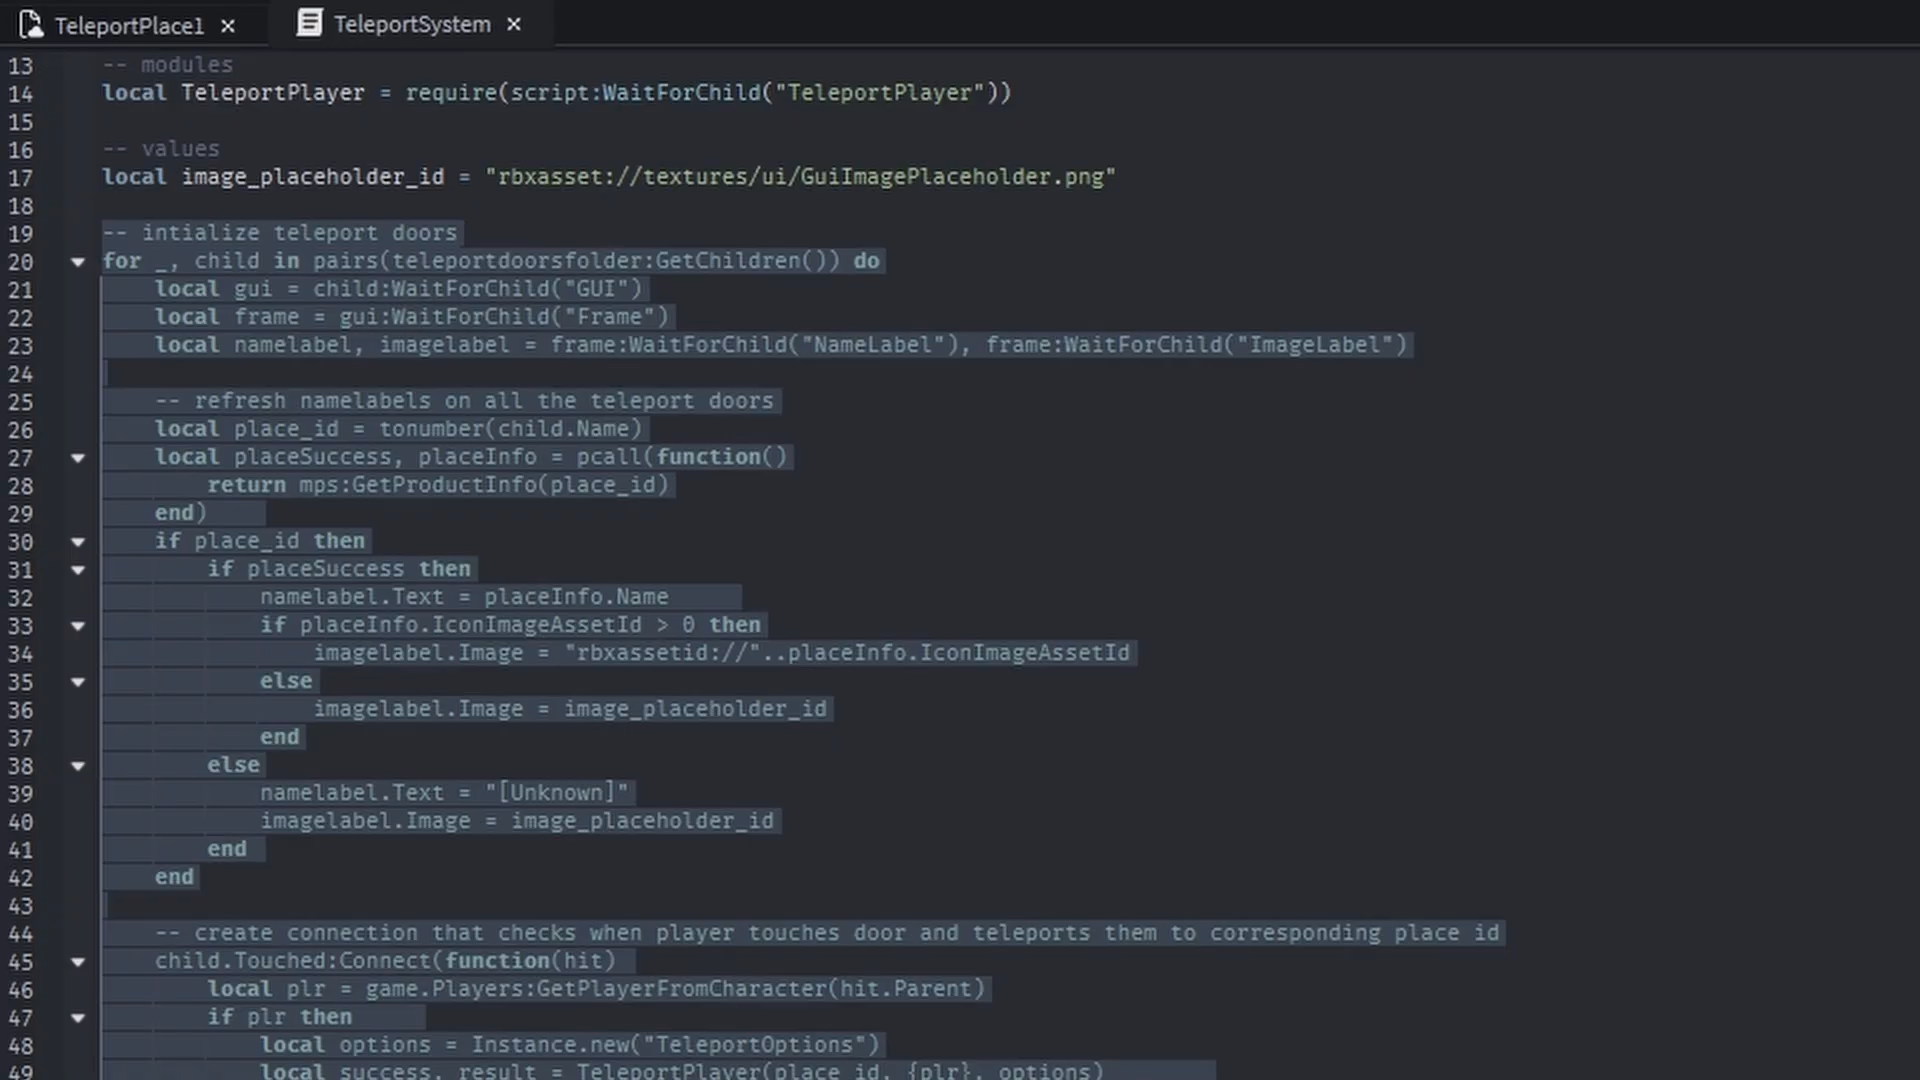 TeleportPlace1 ×
TeleportSystem ×
13 -- modules
14 local TeleportPlayer = require(script:WaitForChild("TeleportPlayer"))
15
16 -- values
17 local image_placeholder_id = "rbxasset://textures/ui/GuiImagePlaceholder.png"
18
19 -- intialize teleport doors
20 for _, child in pairs(teleportdoorsfolder:GetChildren()) do
21 local gui = child:WaitForChild("GUI")
22 local frame = gui:WaitForChild("Frame")
23 local namelabel, imagelabel = frame:WaitForChild("NameLabel"), frame:WaitForChild("ImageLabel")
24
25 -- refresh namelabels on all the teleport doors
26 local place_id = tonumber(child.Name)
27 local placeSuccess, placeInfo = pcall(function()
28 return mps:GetProductInfo(place_id)
29 end)
30 if place_id then
31 if placeSuccess then
32 namelabel.Text = placeInfo.Name
33 if placeInfo.IconImageAssetId > 0 then
34 imagelabel.Image = "rbxassetid://"..placeInfo.IconImageAssetId
35 else
36 imagelabel.Image = image_placeholder_id
37 end
38 else
39 namelabel.Text = "[Unknown]"
40 imagelabel.Image = image_placeholder_id
41 end
42 end
43
44 -- create connection that checks when player touches door and teleports them to corresponding place id
45 child.Touched:Connect(function(hit)
46 local plr = game.Players:GetPlayerFromCharacter(hit.Parent)
47 if plr then
48 local options = Instance.new("TeleportOptions")
49 local success, result = TeleportPlayer(place_id, {plr}, options)